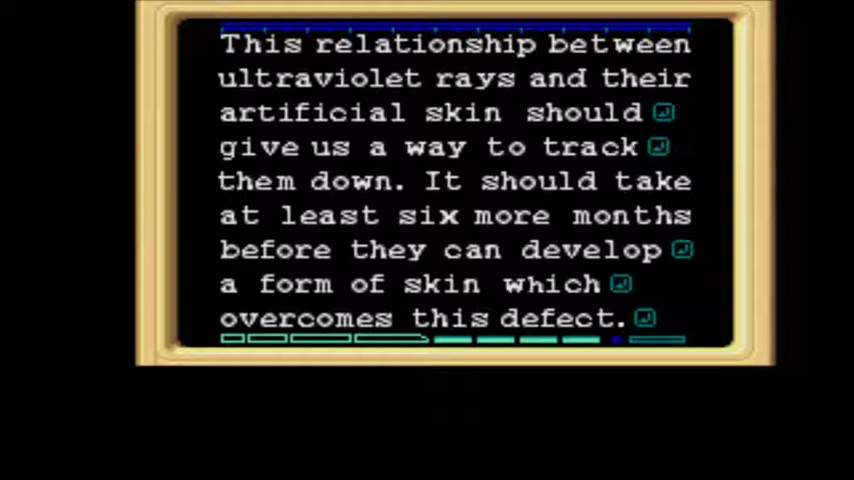 This relationship between
ultraviolet rays and their
artificial skin should
give us a way to track
them down. It should take
at least six more months
before they can develop
a form of skin which
overcomes this defect.